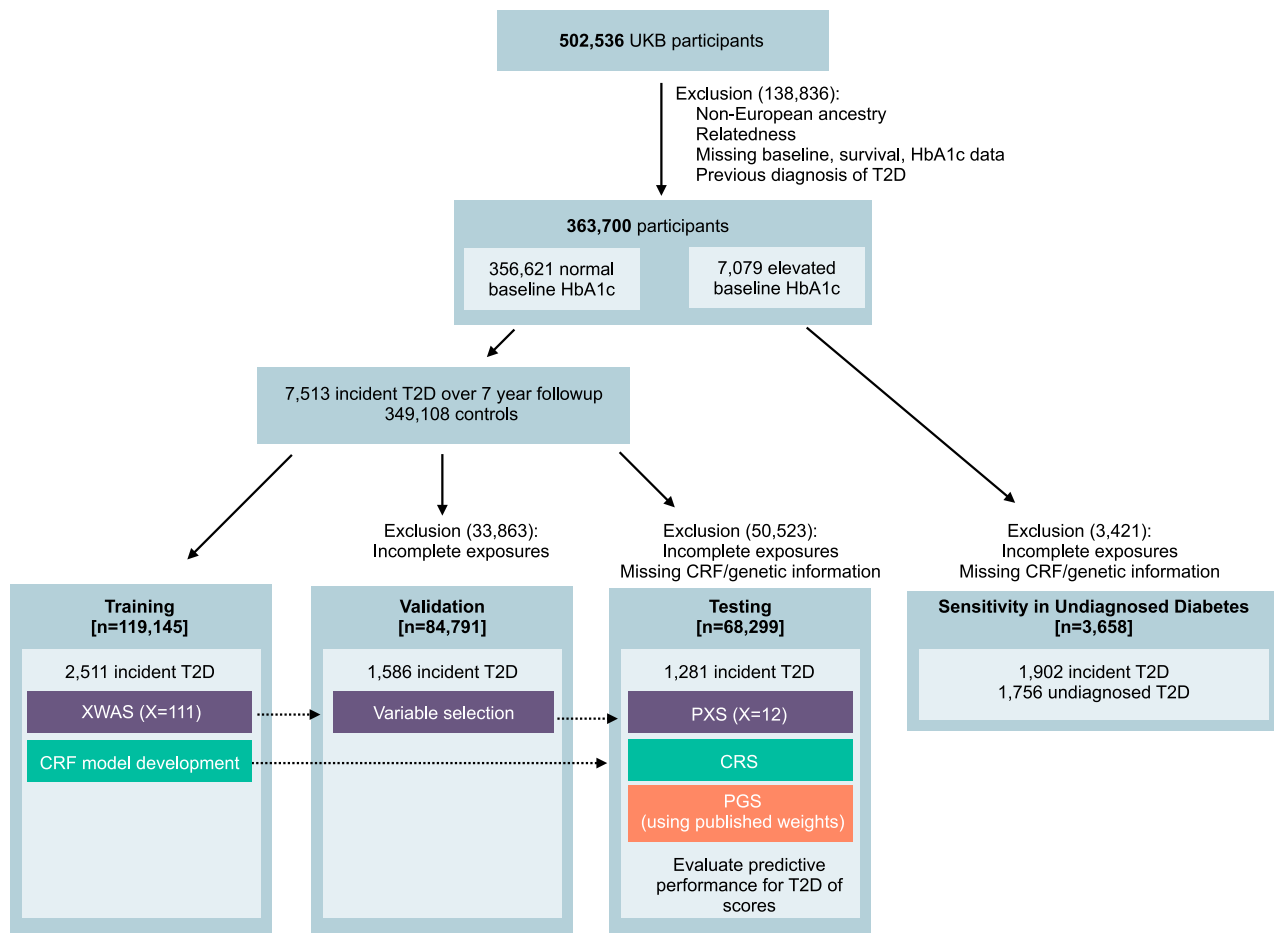 502,536 UKB participants
Exclusion (138,836):
Non-European ancestry
Relatedness
Missing baseline, survival, HbA1c data
Previous diagnosis of T2D
363,700 participants
356,621 normal
baseline HbA1c
7,079 elevated
baseline HbA1c
7,513 incident T2D over 7 year followup
349,108 controls
Exclusion (33,863):
Incomplete exposures
Exclusion (50,523):
Incomplete exposures
Missing CRF/genetic information
Exclusion (3,421):
Incomplete exposures
Missing CRF/genetic information
Training
[n=119,145]
2,511 incident T2D
XWAS (X=111)
CRF model development
Validation
[n=84,791]
1,586 incident T2D
Variable selection
Testing
[n=68,299]
1,281 incident T2D
PXS (X=12)
CRS
PGS
(using published weights)
Evaluate predictive
performance for T2D of
scores
Sensitivity in Undiagnosed Diabetes
[n=3,658]
1,902 incident T2D
1,756 undiagnosed T2D